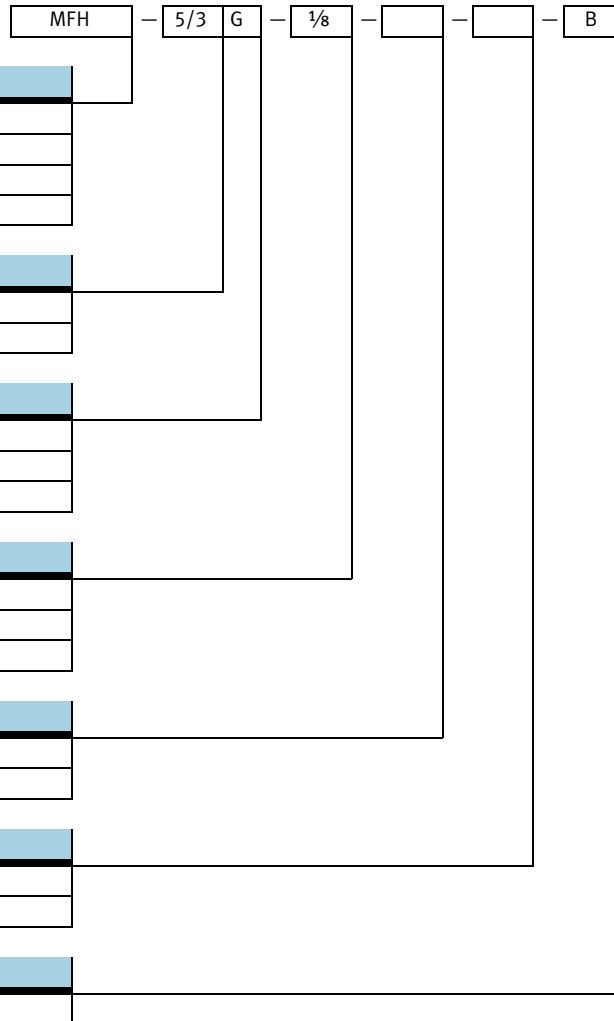 MFH – 5/3 G – ⅛ – – – B